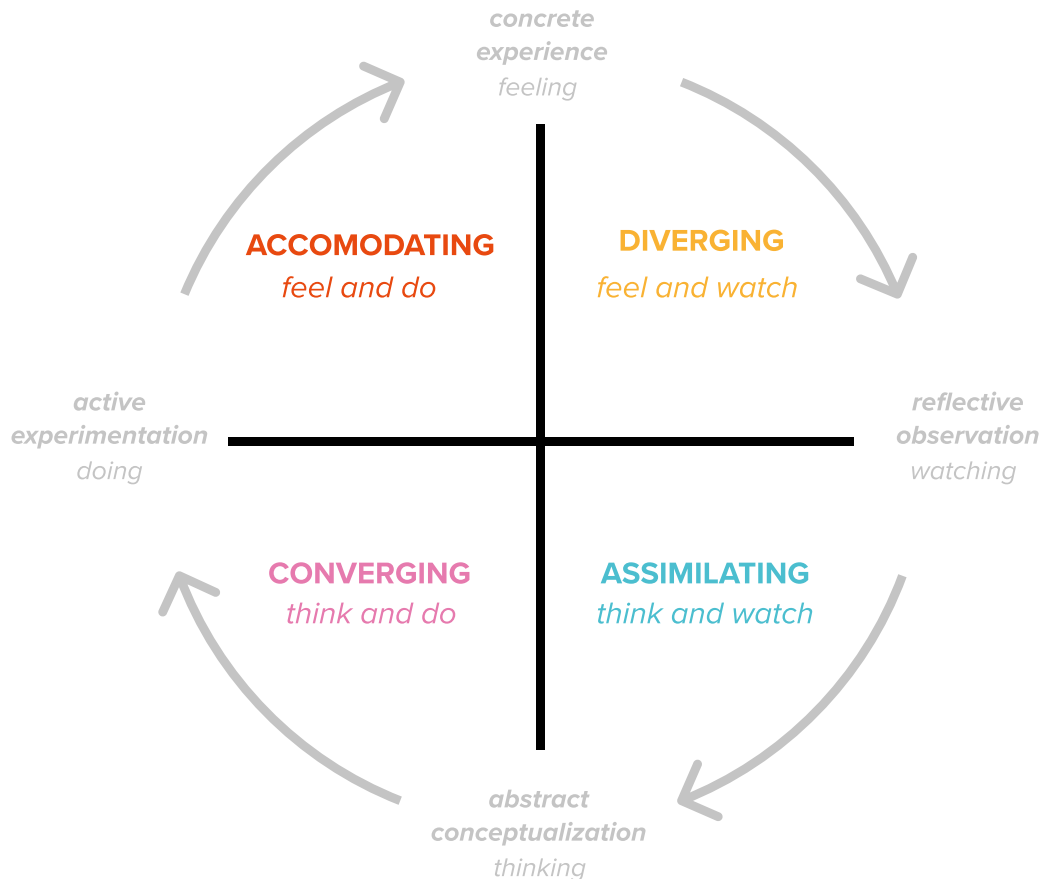 concrete
experience
feeling
ACCOMODATING
feel and do
DIVERGING
feel and watch
active
experimentation
doing
reflective
observation
watching
CONVERGING
think and do
ASSIMILATING
think and watch
abstract
conceptualization
thinking